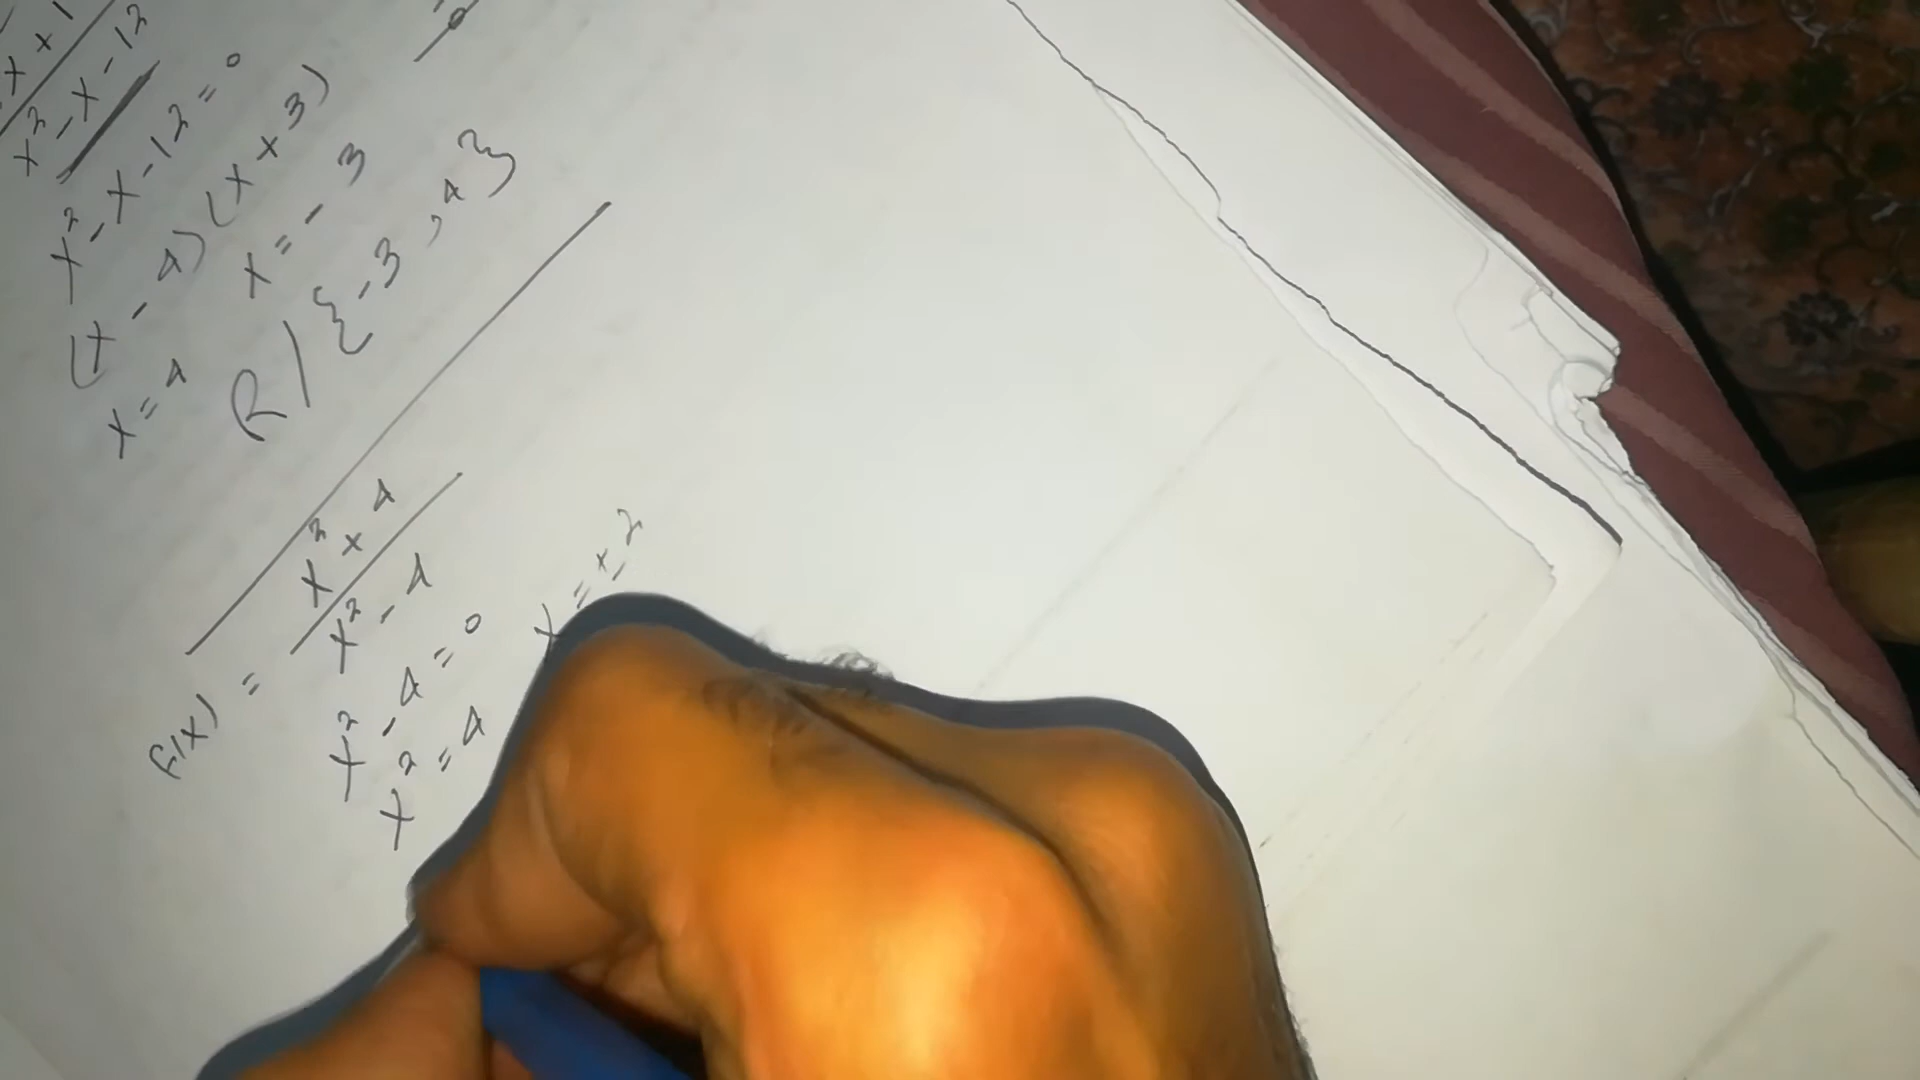 x + 1
x² - x - 12
x² - x - 12 = 0
(x - 4) (x + 3)
x = 4 x = - 3
R / { -3 , 4 }
F(x) = x² + 4
x² - 4
x² - 4 = 0
x² = 4 x = ± 2